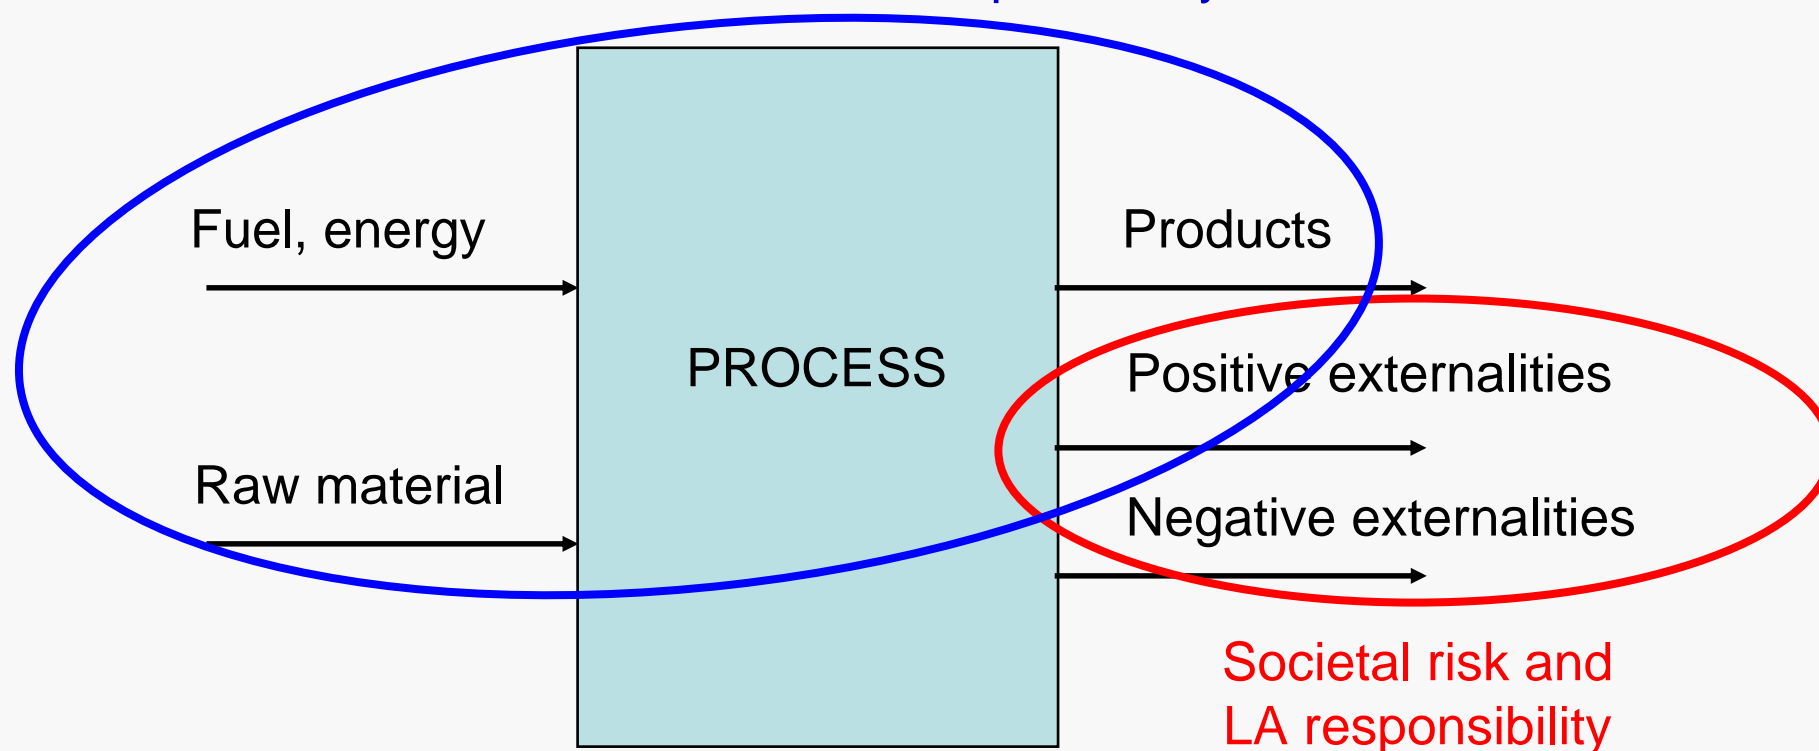 Fuel, energy
Products
PROCESS
Positive externalities
Raw material
Negative externalities
Societal risk and
LA responsibility